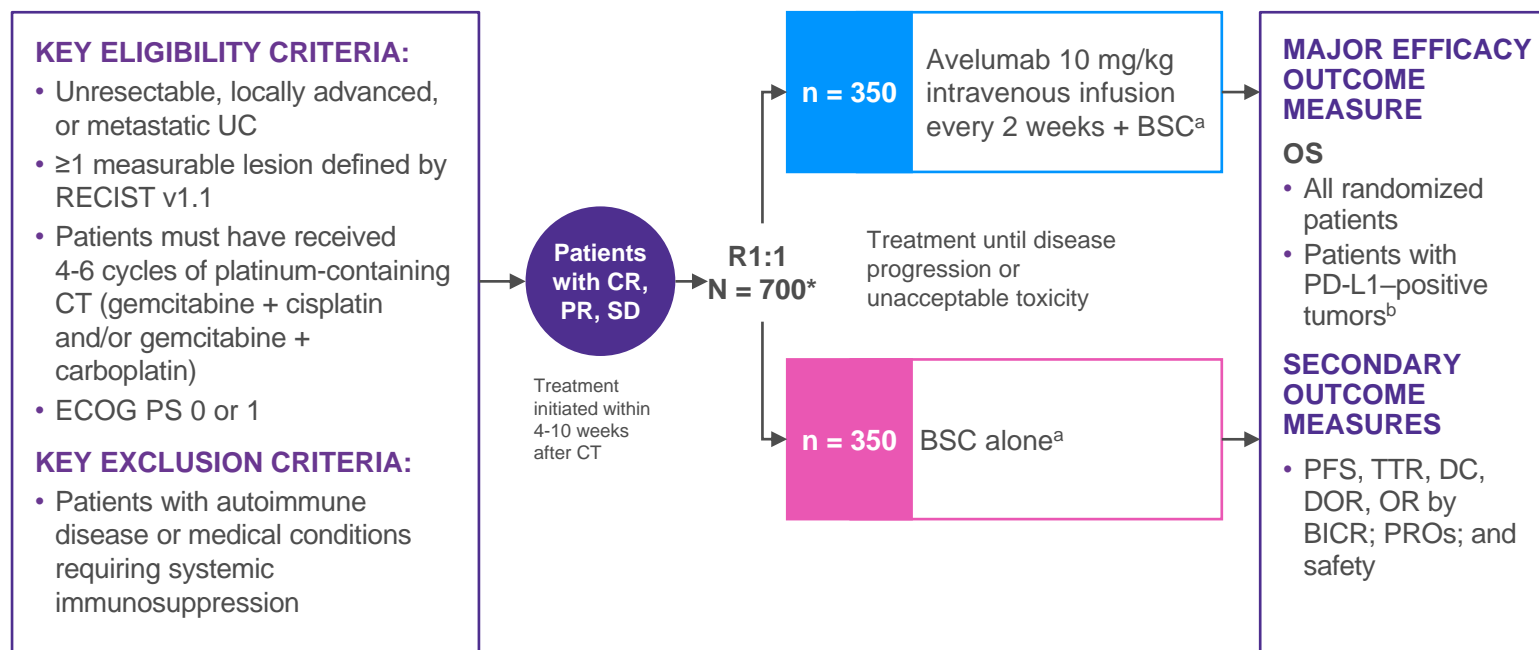 KEY ELIGIBILITY CRITERIA:
• Unresectable, locally advanced,
or metastatic UC
• ≥1 measurable lesion defined by
RECIST v1.1
• Patients must have received
4-6 cycles of platinum-containing
CT (gemcitabine + cisplatin
and/or gemcitabine +
carboplatin)
• ECOG PS 0 or 1
KEY EXCLUSION CRITERIA:
• Patients with autoimmune
disease or medical conditions
requiring systemic
immunosuppression
Patients
with CR,
PR, SD
Treatment
initiated within
4-10 weeks
after CT
R1:1
N = 700*
n = 350
Avelumab 10 mg/kg
intravenous infusion
every 2 weeks + BSCᵃ
Treatment until disease
progression or
unacceptable toxicity
n = 350
BSC aloneᵃ
MAJOR EFFICACY
OUTCOME
MEASURE
OS
• All randomized
patients
• Patients with
PD-L1–positive
tumorsᵇ
SECONDARY
OUTCOME
MEASURES
• PFS, TTR, DC,
DOR, OR by
BICR; PROs; and
safety